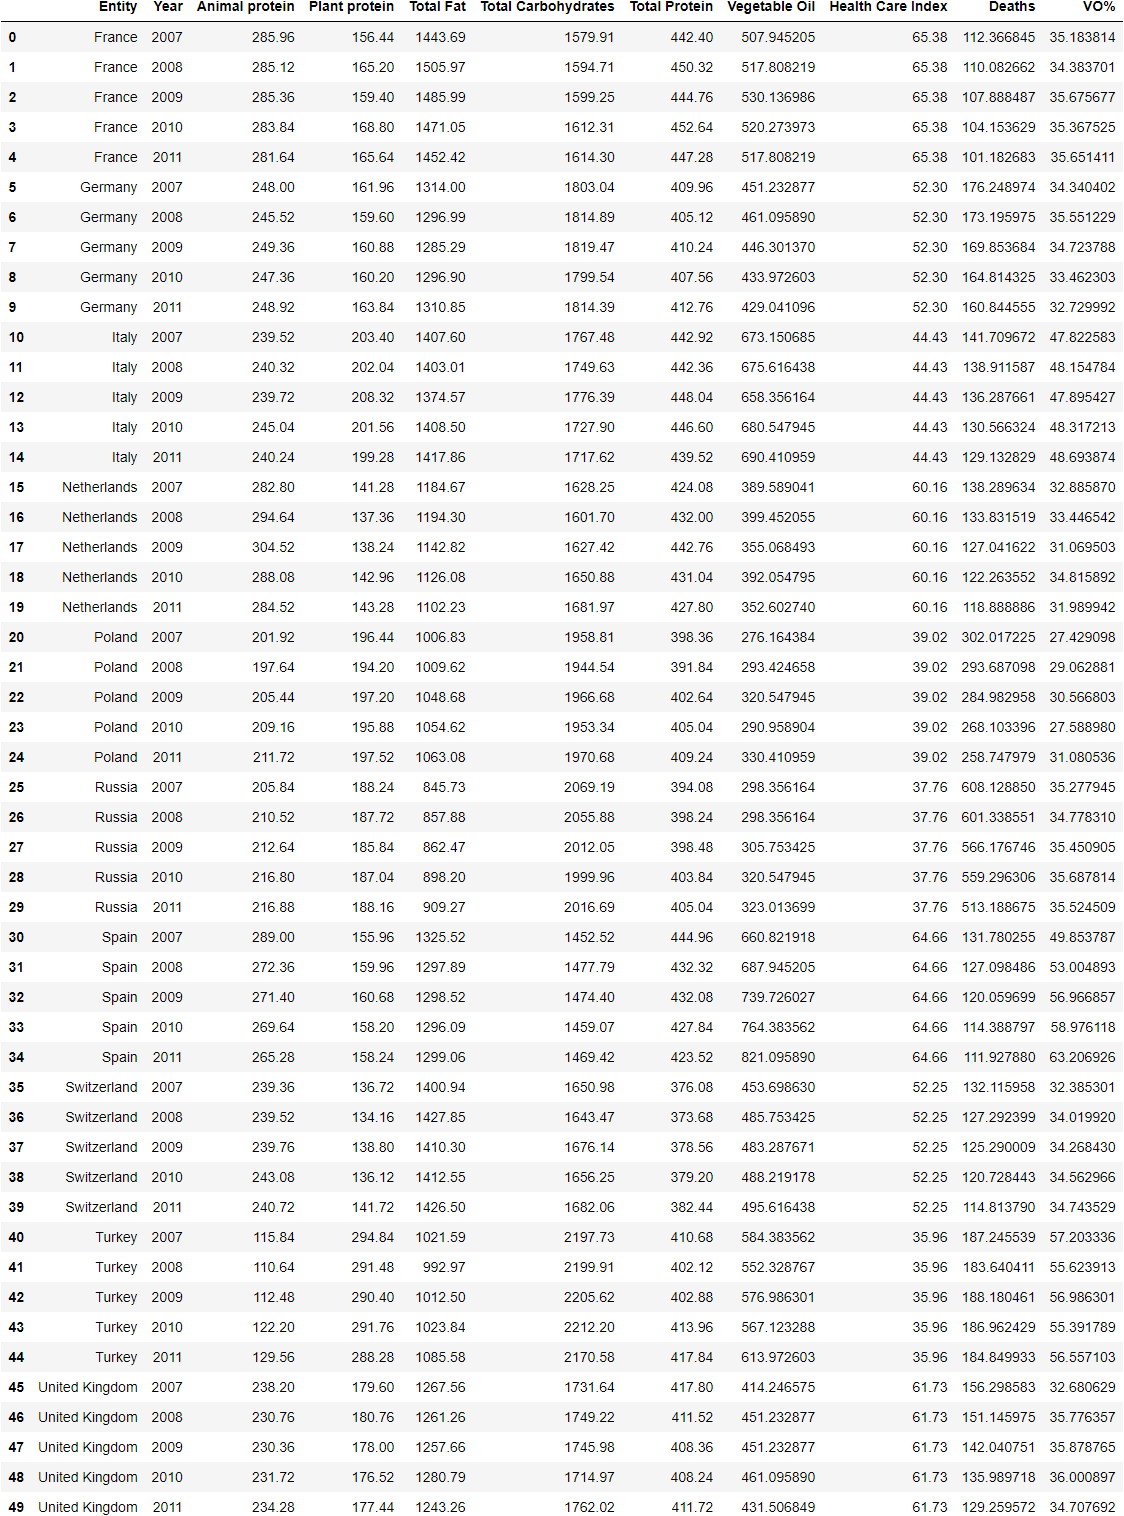 Entity Year Animal protein Plant protein Total Fat Total Carbohydrates Total Protein Vegetable Oil Health Care Index Deaths VO%
0 France 2007 285.96 156.44 1443.69 1579.91 442.40 507.945205 65.38 112.366845 35.183814
1 France 2008 285.12 165.20 1505.97 1594.71 450.32 517.808219 65.38 110.082662 34.383701
2 France 2009 285.36 159.40 1485.99 1599.25 444.76 530.136986 65.38 107.888487 35.675677
3 France 2010 283.84 168.80 1471.05 1612.31 452.64 520.273973 65.38 104.153629 35.367525
4 France 2011 281.64 165.64 1452.42 1614.30 447.28 517.808219 65.38 101.182683 35.651411
5 Germany 2007 248.00 161.96 1314.00 1803.04 409.96 451.232877 52.30 176.248974 34.340402
6 Germany 2008 245.52 159.60 1296.99 1814.89 405.12 461.095890 52.30 173.195975 35.551229
7 Germany 2009 249.36 160.88 1285.29 1819.47 410.24 446.301370 52.30 169.853684 34.723788
8 Germany 2010 247.36 160.20 1296.90 1799.54 407.56 433.972603 52.30 164.814325 33.462303
9 Germany 2011 248.92 163.84 1310.85 1814.39 412.76 429.041096 52.30 160.844555 32.729992
10 Italy 2007 239.52 203.40 1407.60 1767.48 442.92 673.150685 44.43 141.709672 47.822583
11 Italy 2008 240.32 202.04 1403.01 1749.63 442.36 675.616438 44.43 138.911587 48.154784
12 Italy 2009 239.72 208.32 1374.57 1776.39 448.04 658.356164 44.43 136.287661 47.895427
13 Italy 2010 245.04 201.56 1408.50 1727.90 446.60 680.547945 44.43 130.566324 48.317213
14 Italy 2011 240.24 199.28 1417.86 1717.62 439.52 690.410959 44.43 129.132829 48.693874
15 Netherlands 2007 282.80 141.28 1184.67 1628.25 424.08 389.589041 60.16 138.289634 32.885870
16 Netherlands 2008 294.64 137.36 1194.30 1601.70 432.00 399.452055 60.16 133.831519 33.446542
17 Netherlands 2009 304.52 138.24 1142.82 1627.42 442.76 355.068493 60.16 127.041622 31.069503
18 Netherlands 2010 288.08 142.96 1126.08 1650.88 431.04 392.054795 60.16 122.263552 34.815892
19 Netherlands 2011 284.52 143.28 1102.23 1681.97 427.80 352.602740 60.16 118.888886 31.989942
20 Poland 2007 201.92 196.44 1006.83 1958.81 398.36 276.164384 39.02 302.017225 27.429098
21 Poland 2008 197.64 194.20 1009.62 1944.54 391.84 293.424658 39.02 293.687098 29.062881
22 Poland 2009 205.44 197.20 1048.68 1966.68 402.64 320.547945 39.02 284.982958 30.566803
23 Poland 2010 209.16 195.88 1054.62 1953.34 405.04 290.958904 39.02 268.103396 27.588980
24 Poland 2011 211.72 197.52 1063.08 1970.68 409.24 330.410959 39.02 258.747979 31.080536
25 Russia 2007 205.84 188.24 845.73 2069.19 394.08 298.356164 37.76 608.128850 35.277945
26 Russia 2008 210.52 187.72 857.88 2055.88 398.24 298.356164 37.76 601.338551 34.778310
27 Russia 2009 212.64 185.84 862.47 2012.05 398.48 305.753425 37.76 566.176746 35.450905
28 Russia 2010 216.80 187.04 898.20 1999.96 403.84 320.547945 37.76 559.296306 35.687814
29 Russia 2011 216.88 188.16 909.27 2016.69 405.04 323.013699 37.76 513.188675 35.524509
30 Spain 2007 289.00 155.96 1325.52 1452.52 444.96 660.821918 64.66 131.780255 49.853787
31 Spain 2008 272.36 159.96 1297.89 1477.79 432.32 687.945205 64.66 127.098486 53.004893
32 Spain 2009 271.40 160.68 1298.52 1474.40 432.08 739.726027 64.66 120.059699 56.966857
33 Spain 2010 269.64 158.20 1296.09 1459.07 427.84 764.383562 64.66 114.388797 58.976118
34 Spain 2011 265.28 158.24 1299.06 1469.42 423.52 821.095890 64.66 111.927880 63.206926
35 Switzerland 2007 239.36 136.72 1400.94 1650.98 376.08 453.698630 52.25 132.115958 32.385301
36 Switzerland 2008 239.52 134.16 1427.85 1643.47 373.68 485.753425 52.25 127.292399 34.019920
37 Switzerland 2009 239.76 138.80 1410.30 1676.14 378.56 483.287671 52.25 125.290009 34.268430
38 Switzerland 2010 243.08 136.12 1412.55 1656.25 379.20 488.219178 52.25 120.728443 34.562966
39 Switzerland 2011 240.72 141.72 1426.50 1682.06 382.44 495.616438 52.25 114.813790 34.743529
40 Turkey 2007 115.84 294.84 1021.59 2197.73 410.68 584.383562 35.96 187.245539 57.203336
41 Turkey 2008 110.64 291.48 992.97 2199.91 402.12 552.328767 35.96 183.640411 55.623913
42 Turkey 2009 112.48 290.40 1012.50 2205.62 402.88 576.986301 35.96 188.180461 56.986301
43 Turkey 2010 122.20 291.76 1023.84 2212.20 413.96 567.123288 35.96 186.962429 55.391789
44 Turkey 2011 129.56 288.28 1085.58 2170.58 417.84 613.972603 35.96 184.849933 56.557103
45 United Kingdom 2007 238.20 179.60 1267.56 1731.64 417.80 414.246575 61.73 156.298583 32.680629
46 United Kingdom 2008 230.76 180.76 1261.26 1749.22 411.52 451.232877 61.73 151.145975 35.776357
47 United Kingdom 2009 230.36 178.00 1257.66 1745.98 408.36 451.232877 61.73 142.040751 35.878765
48 United Kingdom 2010 231.72 176.52 1280.79 1714.97 408.24 461.095890 61.73 135.989718 36.000897
49 United Kingdom 2011 234.28 177.44 1243.26 1762.02 411.72 431.506849 61.73 129.259572 34.707692